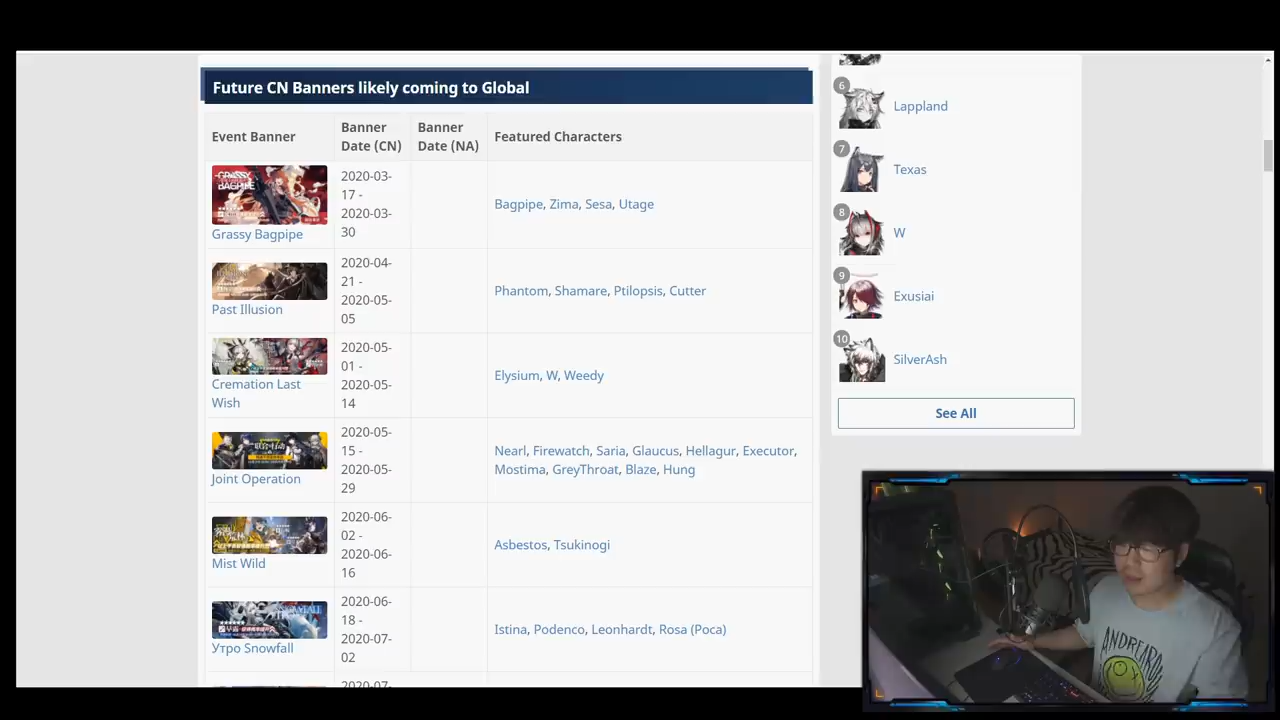 Future CN Banners likely coming to Global
Event Banner
Banner
Date (CN)
Banner
Date (NA)
Featured Characters
GRASSY
BAGPIPE
Grassy Bagpipe
2020-03-
17 -
2020-03-
30
Bagpipe, Zima, Sesa, Utage
Past Illusion
2020-04-
21 -
2020-05-
05
Phantom, Shamare, Ptilopsis, Cutter
Cremation Last
Wish
2020-05-
01 -
2020-05-
14
Elysium, W, Weedy
Joint Operation
2020-05-
15 -
2020-05-
29
Nearl, Firewatch, Saria, Glaucus, Hellagur, Executor,
Mostima, GreyThroat, Blaze, Hung
Mist Wild
2020-06-
02 -
2020-06-
16
Asbestos, Tsukinogi
Утро Snowfall
2020-06-
18 -
2020-07-
02
Istina, Podenco, Leonhardt, Rosa (Poca)
2020-07-
6
Lappland
7
Texas
8
W
9
Exusiai
10
SilverAsh
See All